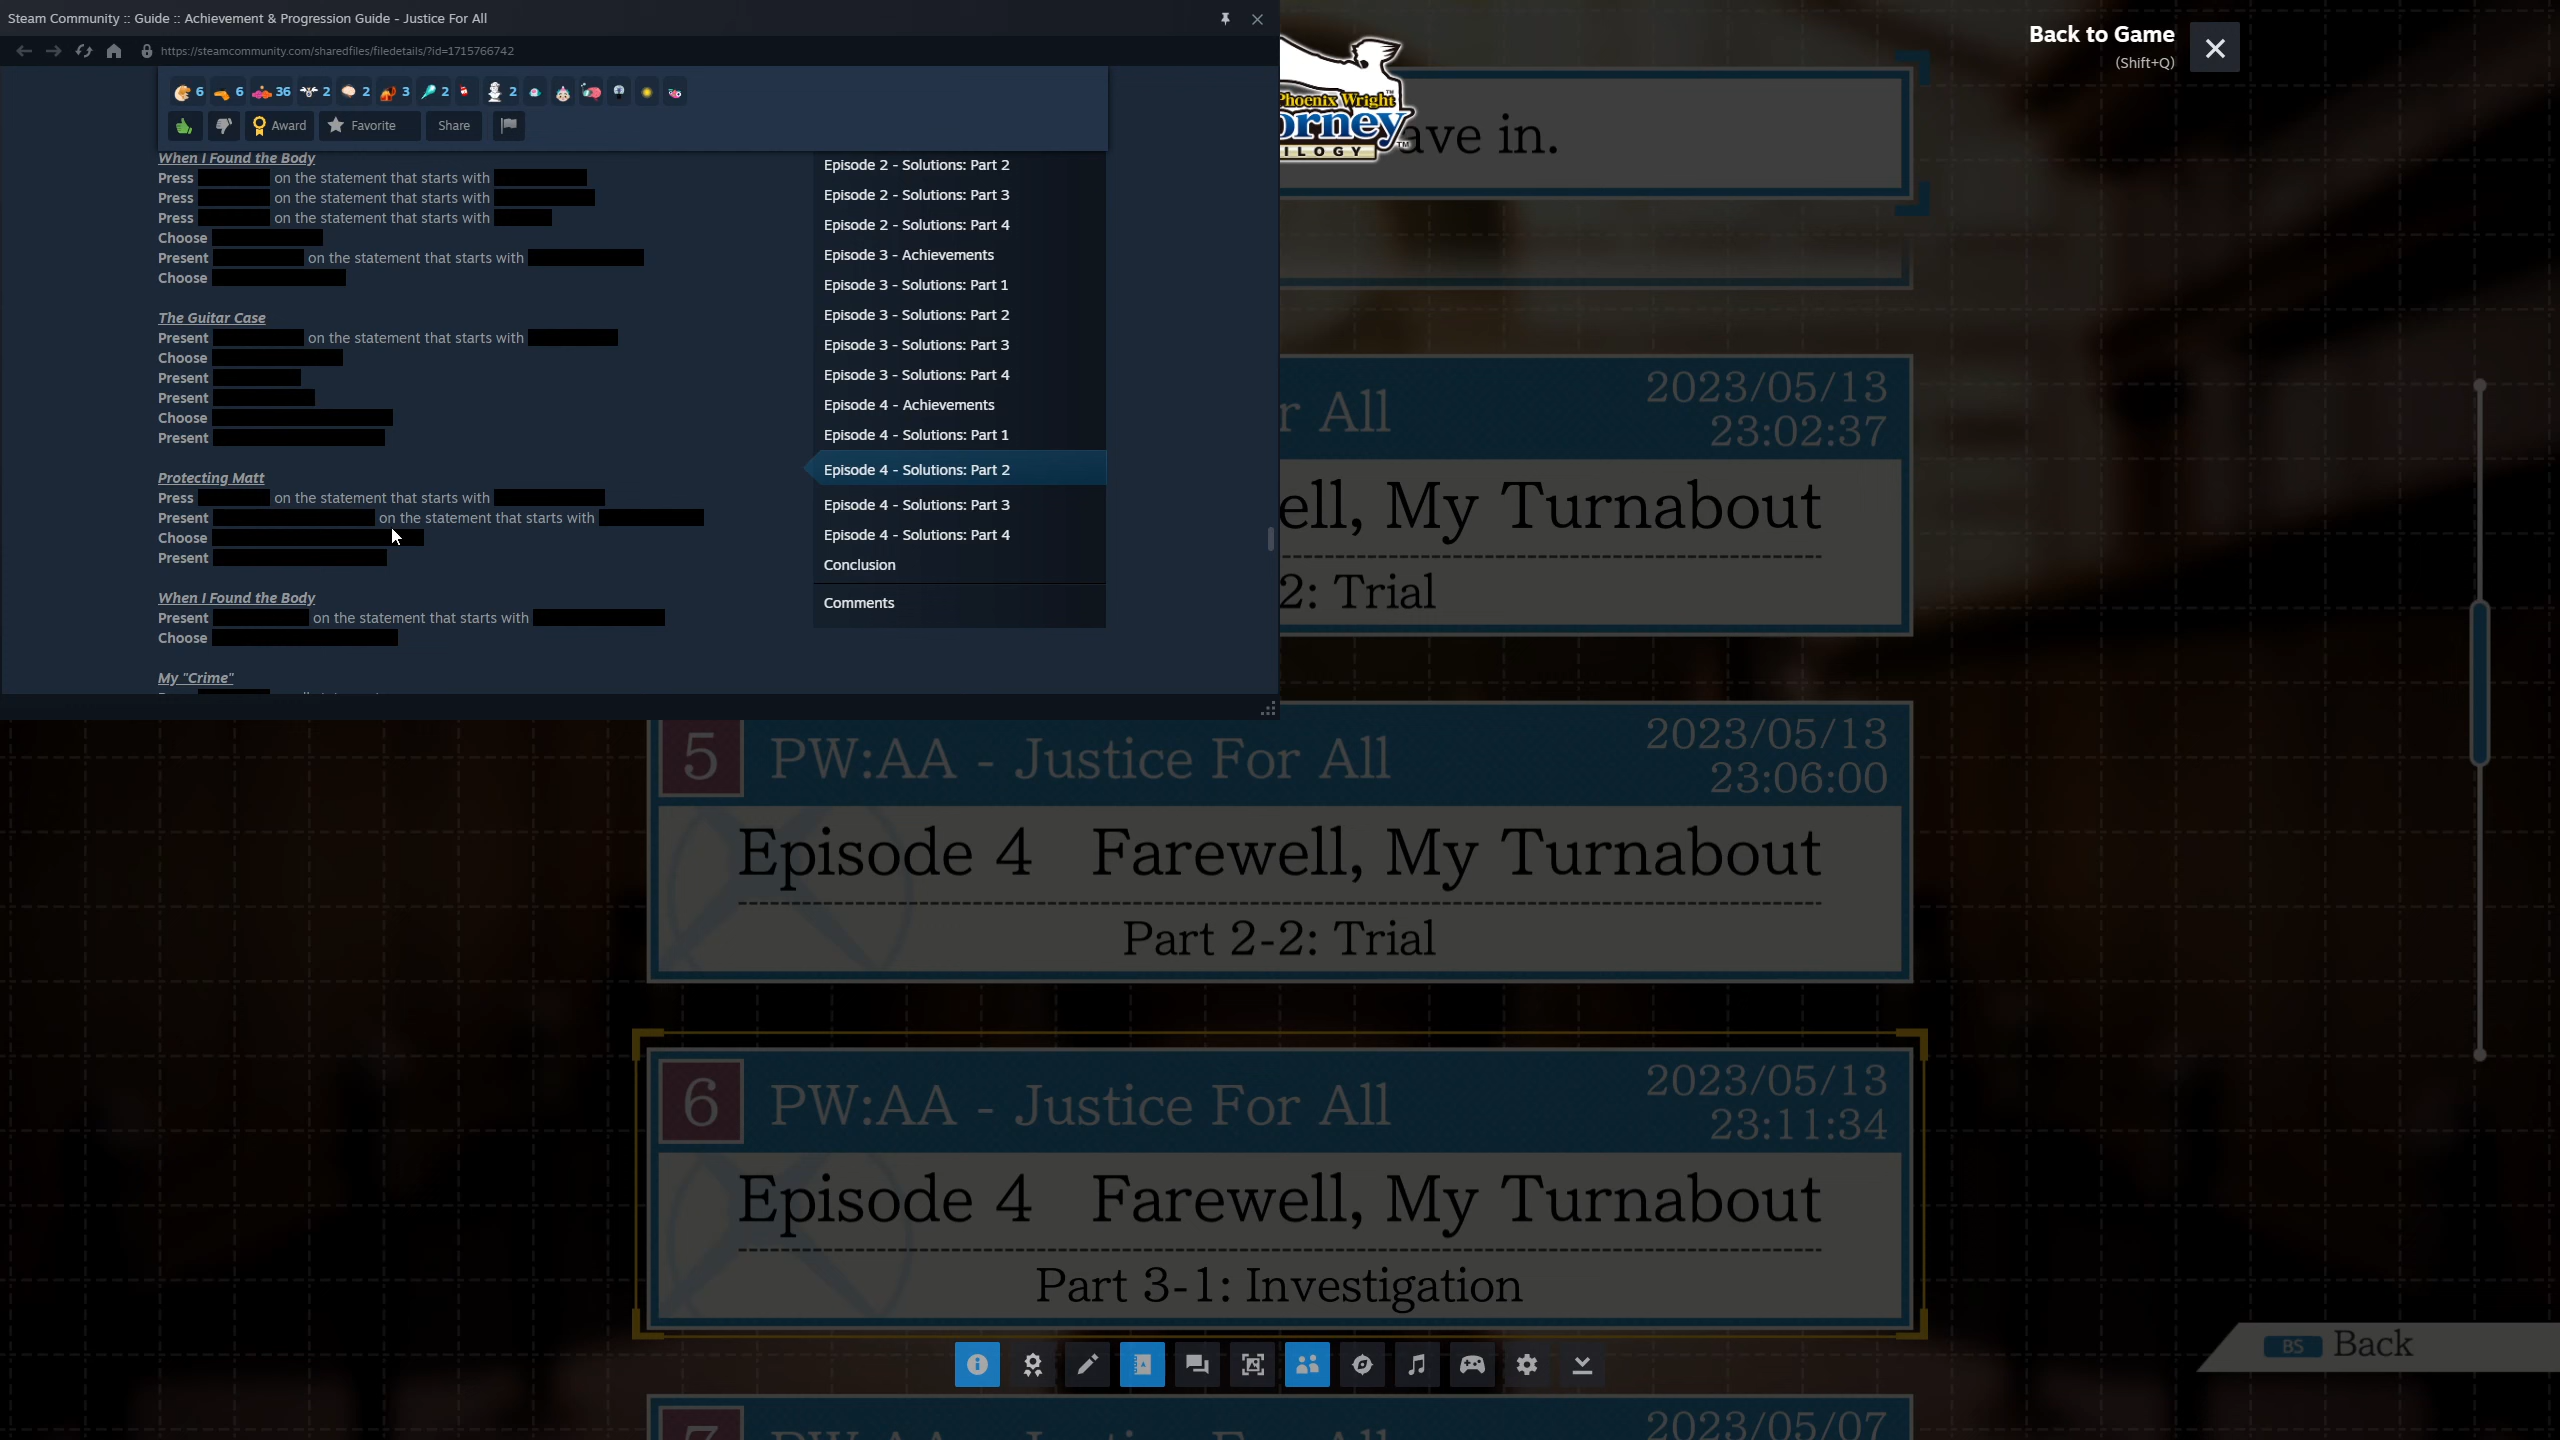 Steam Community :: Guide :: Achievement & Progression Guide - Justice For All
https://steamcommunity.com/sharedfiles/filedetails/?id=1715766742
6 6 36 2 2 3 2 2
Award Favorite Share
When I Found the Body
Press on the statement that starts with
Press on the statement that starts with
Press on the statement that starts with
Choose
Present on the statement that starts with
Choose
The Guitar Case
Present on the statement that starts with
Choose
Present
Present
Choose
Present
Protecting Matt
Press on the statement that starts with
Present on the statement that starts with
Choose
Present
When I Found the Body
Present on the statement that starts with
Choose
My "Crime"
Episode 2 - Solutions: Part 2
Episode 2 - Solutions: Part 3
Episode 2 - Solutions: Part 4
Episode 3 - Achievements
Episode 3 - Solutions: Part 1
Episode 3 - Solutions: Part 2
Episode 3 - Solutions: Part 3
Episode 3 - Solutions: Part 4
Episode 4 - Achievements
Episode 4 - Solutions: Part 1
Episode 4 - Solutions: Part 2
Episode 4 - Solutions: Part 3
Episode 4 - Solutions: Part 4
Conclusion
Comments
Back to Game
(Shift+Q)
Phoenix Wright™
orney
ILOGY™
ave in.
r All 2023/05/13
23:02:37
ell, My Turnabout
2: Trial
5 PW:AA - Justice For All 2023/05/13
23:06:00
Episode 4 Farewell, My Turnabout
Part 2-2: Trial
6 PW:AA - Justice For All 2023/05/13
23:11:34
Episode 4 Farewell, My Turnabout
Part 3-1: Investigation
BS Back
7 PW:AA - Justice For All 2023/05/07